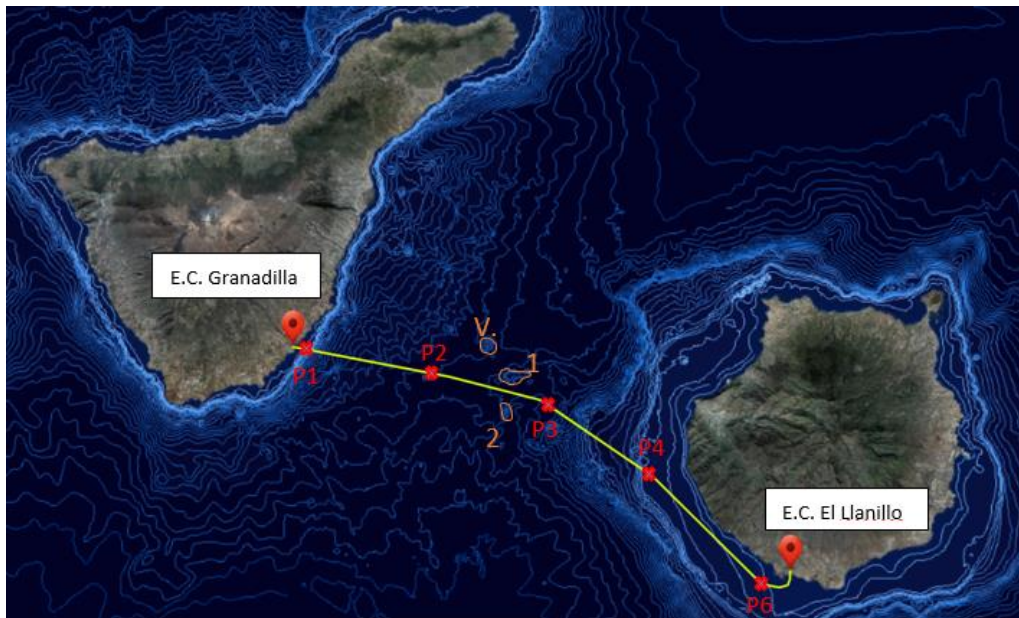 E.C. Granadilla
V.
P1
P2
1
2
P3
P4
E.C. El Llanillo
P6